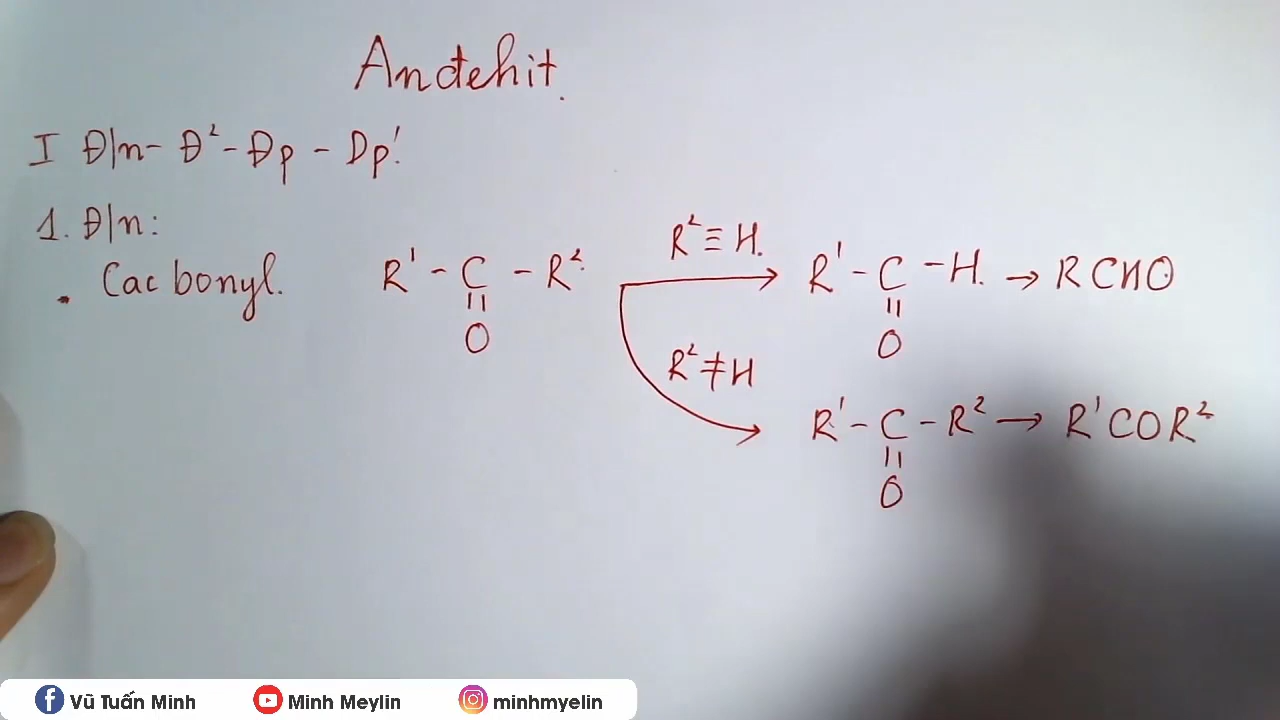 Anđehit.
I Đ/n - Đ² - Đp - Dp!
1. Đ/n:
. Cacbonyl. R¹ - C - R² R² ≡ H. R¹ - C - H. → RCHO
O O
R² ≠ H
R¹ - C - R² → R¹COR²
O
Vũ Tuấn Minh Minh Meylin minhmyelin